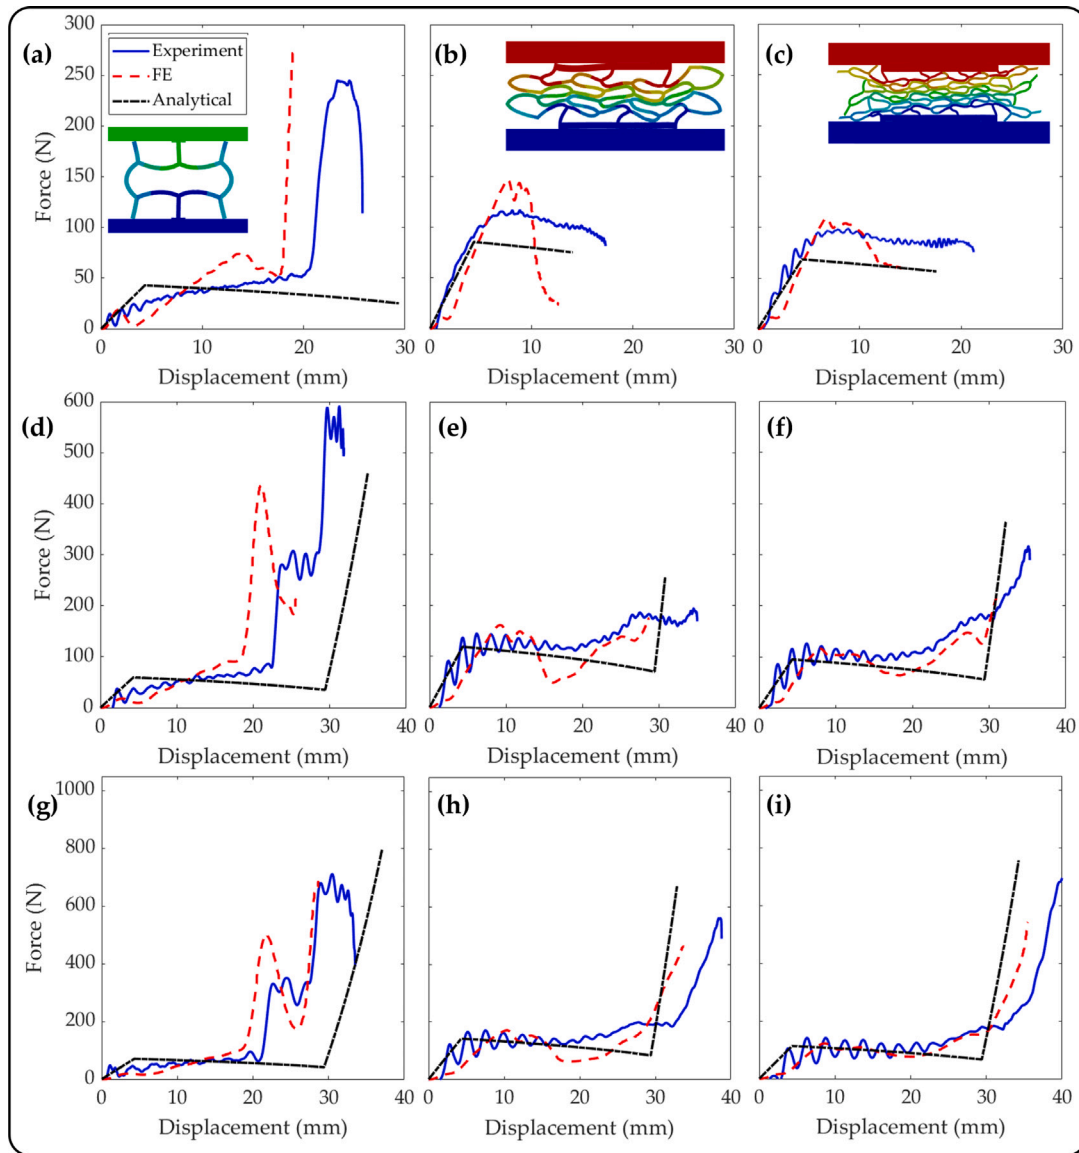 (a)
(b)
(c)
Experiment
FE
Analytical
300
250
200
150
100
50
0
Force (N)
0 10 20 30
0 10 20 30
0 10 20 30
Displacement (mm)
Displacement (mm)
Displacement (mm)
(d)
(e)
(f)
600
500
400
300
200
100
0
Force (N)
0 10 20 30 40
0 10 20 30 40
0 10 20 30 40
Displacement (mm)
Displacement (mm)
Displacement (mm)
(g)
(h)
(i)
1000
800
600
400
200
0
Force (N)
0 10 20 30 40
0 10 20 30 40
0 10 20 30 40
Displacement (mm)
Displacement (mm)
Displacement (mm)